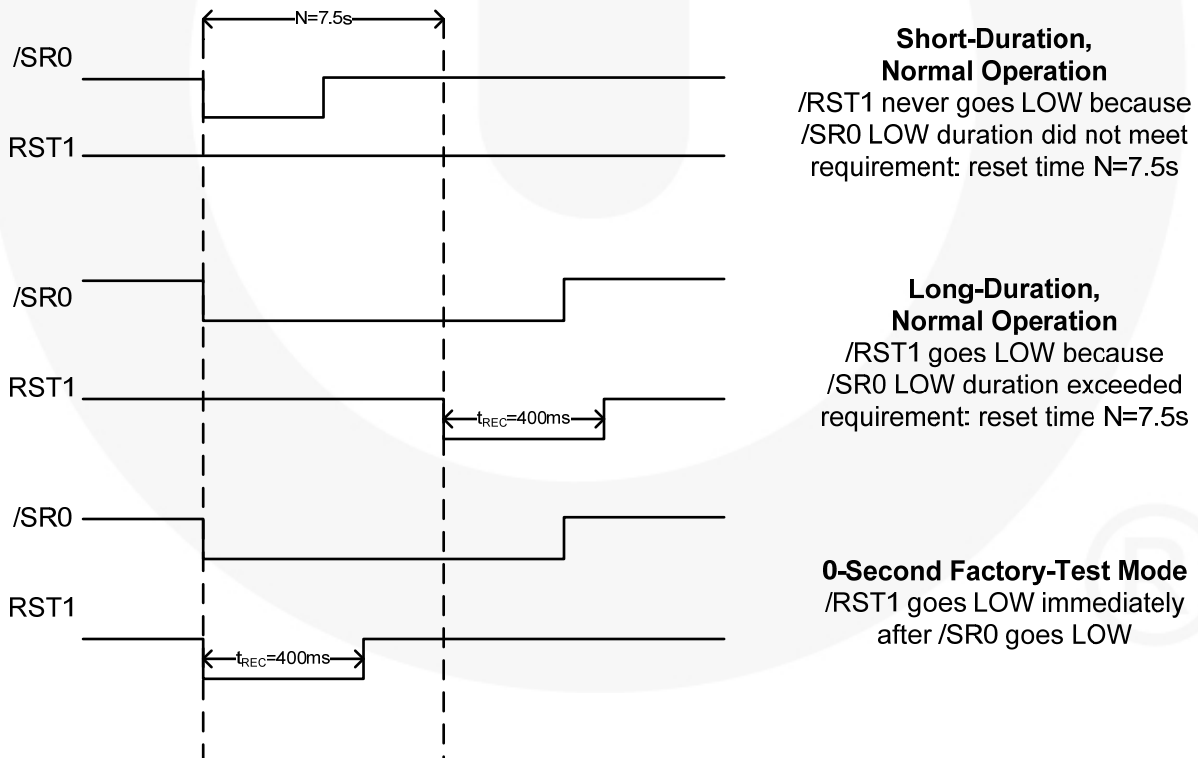 N=7.5s
/SR0
RST1
Short-Duration,
Normal Operation
/RST1 never goes LOW because
/SR0 LOW duration did not meet
requirement: reset time N=7.5s
/SR0
RST1
tREC=400ms
Long-Duration,
Normal Operation
/RST1 goes LOW because
/SR0 LOW duration exceeded
requirement: reset time N=7.5s
/SR0
RST1
tREC=400ms
0-Second Factory-Test Mode
/RST1 goes LOW immediately
after /SR0 goes LOW
®